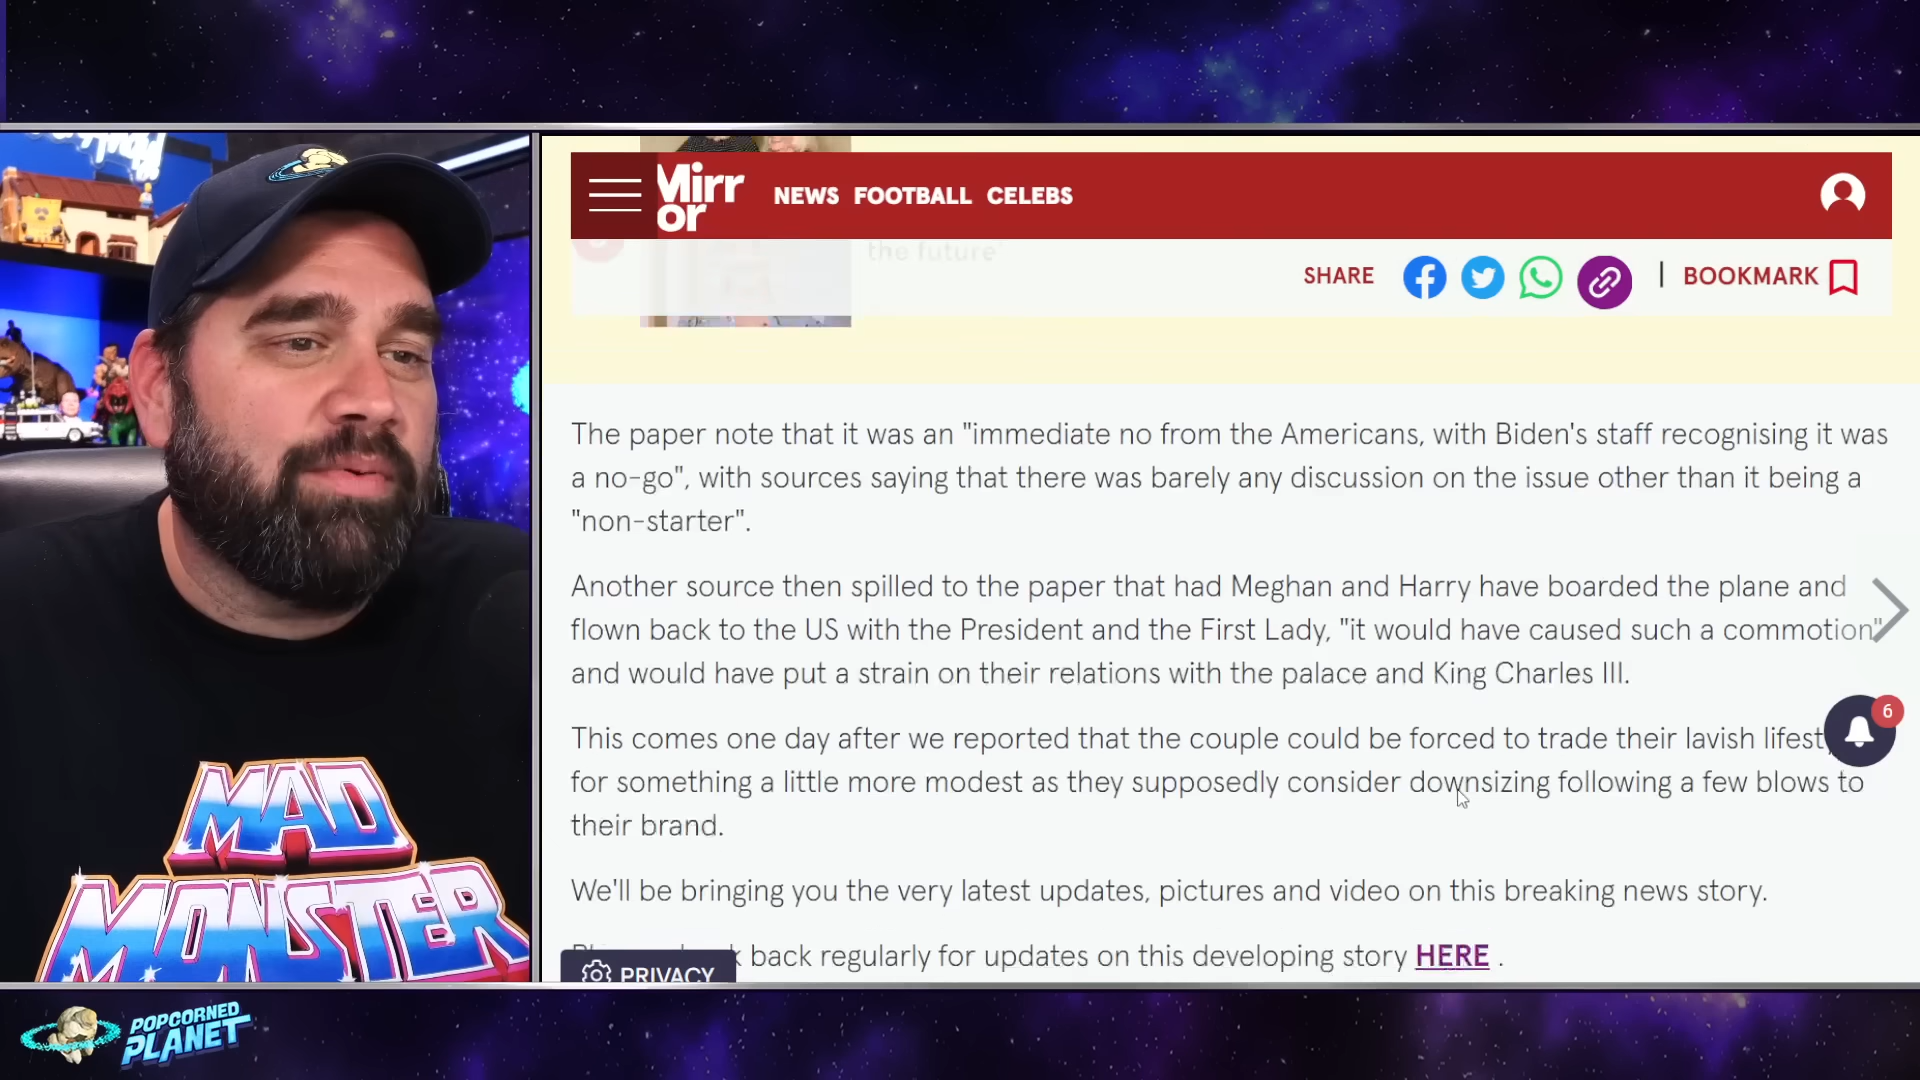 Mirr
or
NEWS FOOTBALL CELEBS
the future'
SHARE
BOOKMARK
The paper note that it was an "immediate no from the Americans, with Biden's staff recognising it was
a no-go", with sources saying that there was barely any discussion on the issue other than it being a
"non-starter".
Another source then spilled to the paper that had Meghan and Harry have boarded the plane and
flown back to the US with the President and the First Lady, "it would have caused such a commotion"
and would have put a strain on their relations with the palace and King Charles III.
6
This comes one day after we reported that the couple could be forced to trade their lavish
for something a little more modest as they supposedly consider downsizing following a few blows to
their brand.
We'll be bringing you the very latest updates, pictures and video on this breaking news story.
back regularly for updates on this developing story HERE .
PRIVACY
MAD
MONSTER
POPCORNED
PLANET